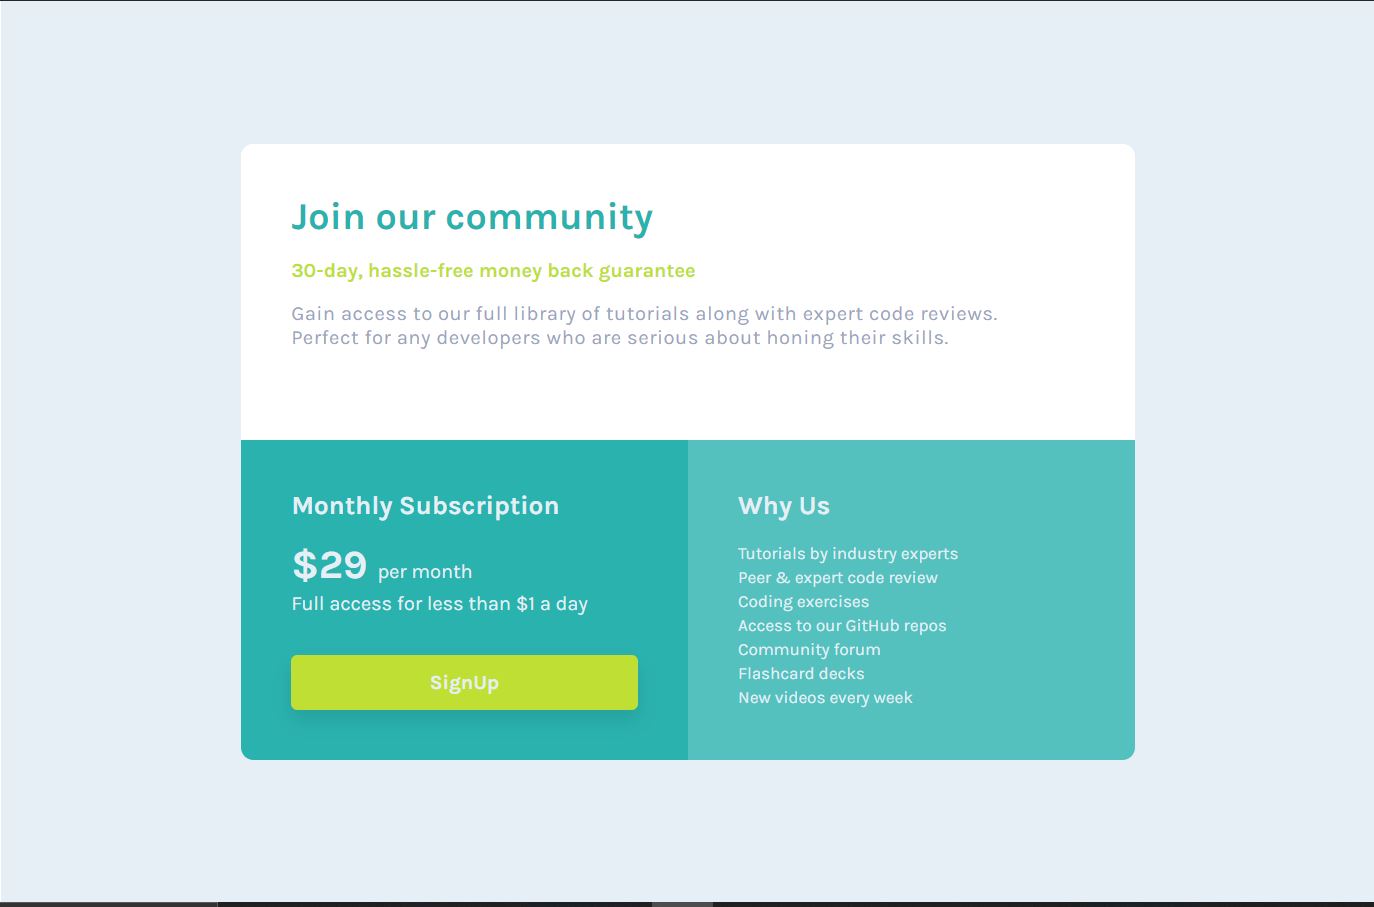 Join our community
30-day, hassle-free money back guarantee
Gain access to our full library of tutorials along with expert code reviews.
Perfect for any developers who are serious about honing their skills.
Monthly Subscription
$29 per month
Full access for less than $1 a day
SignUp
Why Us
Tutorials by industry experts
Peer & expert code review
Coding exercises
Access to our GitHub repos
Community forum
Flashcard decks
New videos every week